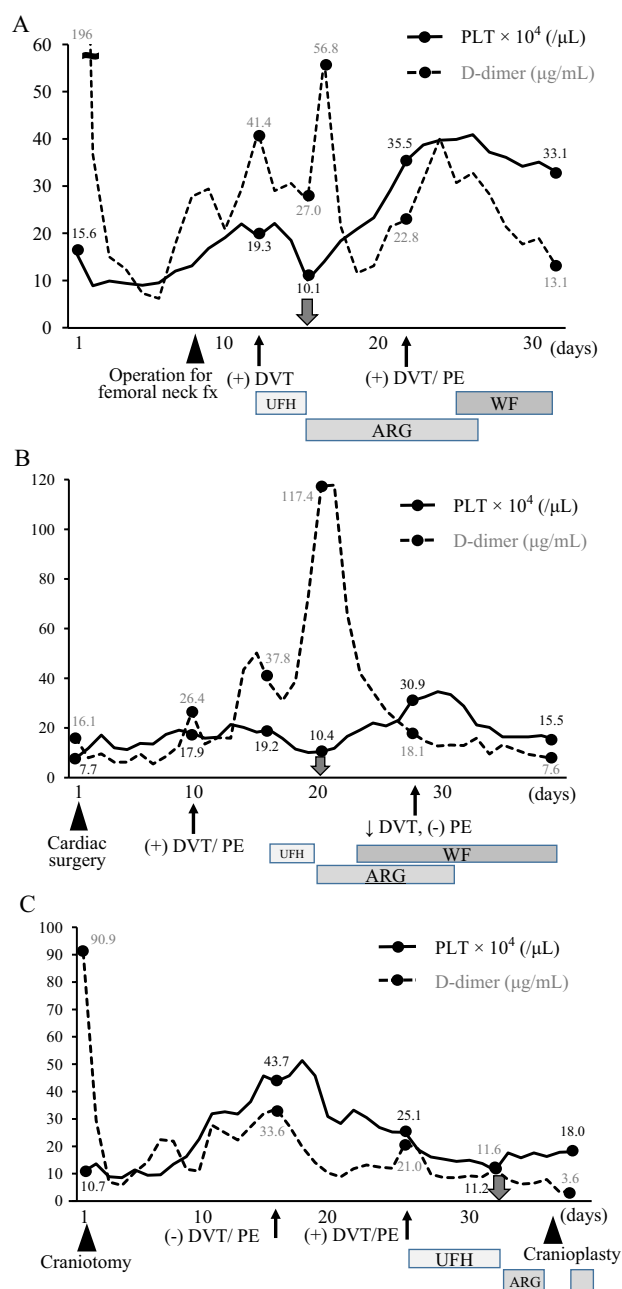 A
196
60
50
40
30
20
10
0
PLT × 10⁴ (/μL)
D-dimer (μg/mL)
56.8
41.4
35.5
33.1
15.6
27.0
19.3
22.8
10.1
13.1
1 10 20 30 (days)
Operation for
femoral neck fx
(+) DVT
(+) DVT/ PE
UFH
WF
ARG
B
120
100
80
60
40
20
0
PLT × 10⁴ (/μL)
D-dimer (μg/mL)
117.4
37.8
30.9
26.4
16.1
10.4
15.5
17.9
19.2
18.1
7.7
7.6
1 10 20 30 (days)
Cardiac
surgery
(+) DVT/ PE
↓ DVT, (-) PE
UFH
WF
ARG
C
100
90
80
70
60
50
40
30
20
10
0
90.9
PLT × 10⁴ (/μL)
D-dimer (μg/mL)
43.7
25.1
18.0
33.6
11.6
21.0
10.7
11.2
3.6
1 10 20 30 (days)
Craniotomy
(-) DVT/ PE
(+) DVT/PE
Cranioplasty
UFH
ARG